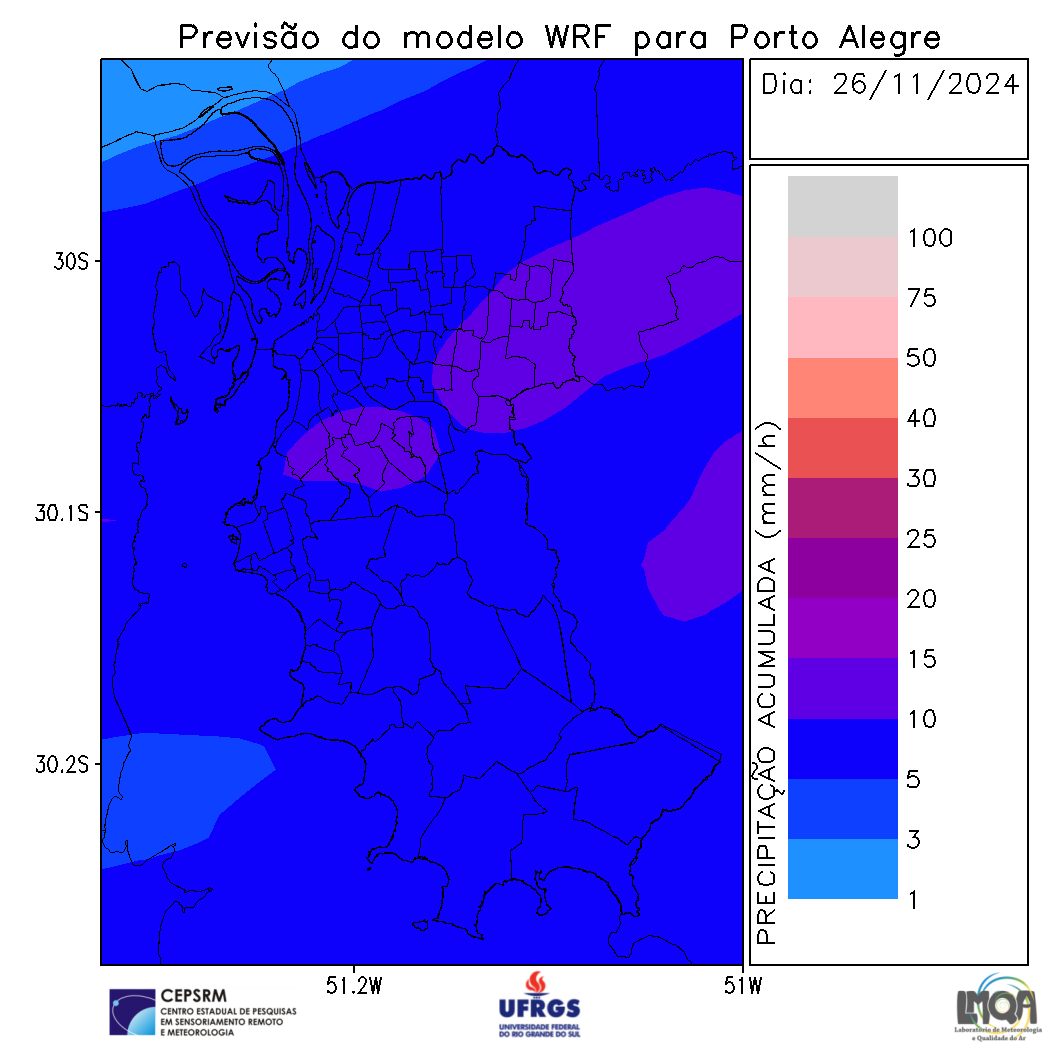 Previsão do modelo WRF para Porto Alegre
Dia: 26/11/2024
30S
30.1S
30.2S
51.2W
51W
PRECIPITAÇÃO ACUMULADA (mm/h)
100
75
50
40
30
25
20
15
10
5
3
1
CEPSRM
CENTRO ESTADUAL DE PESQUISAS
EM SENSORIAMENTO REMOTO
E METEOROLOGIA
UFRGS
UNIVERSIDADE FEDERAL
DO RIO GRANDE DO SUL
LMQA
Laboratório de Meteorologia
e Qualidade do Ar